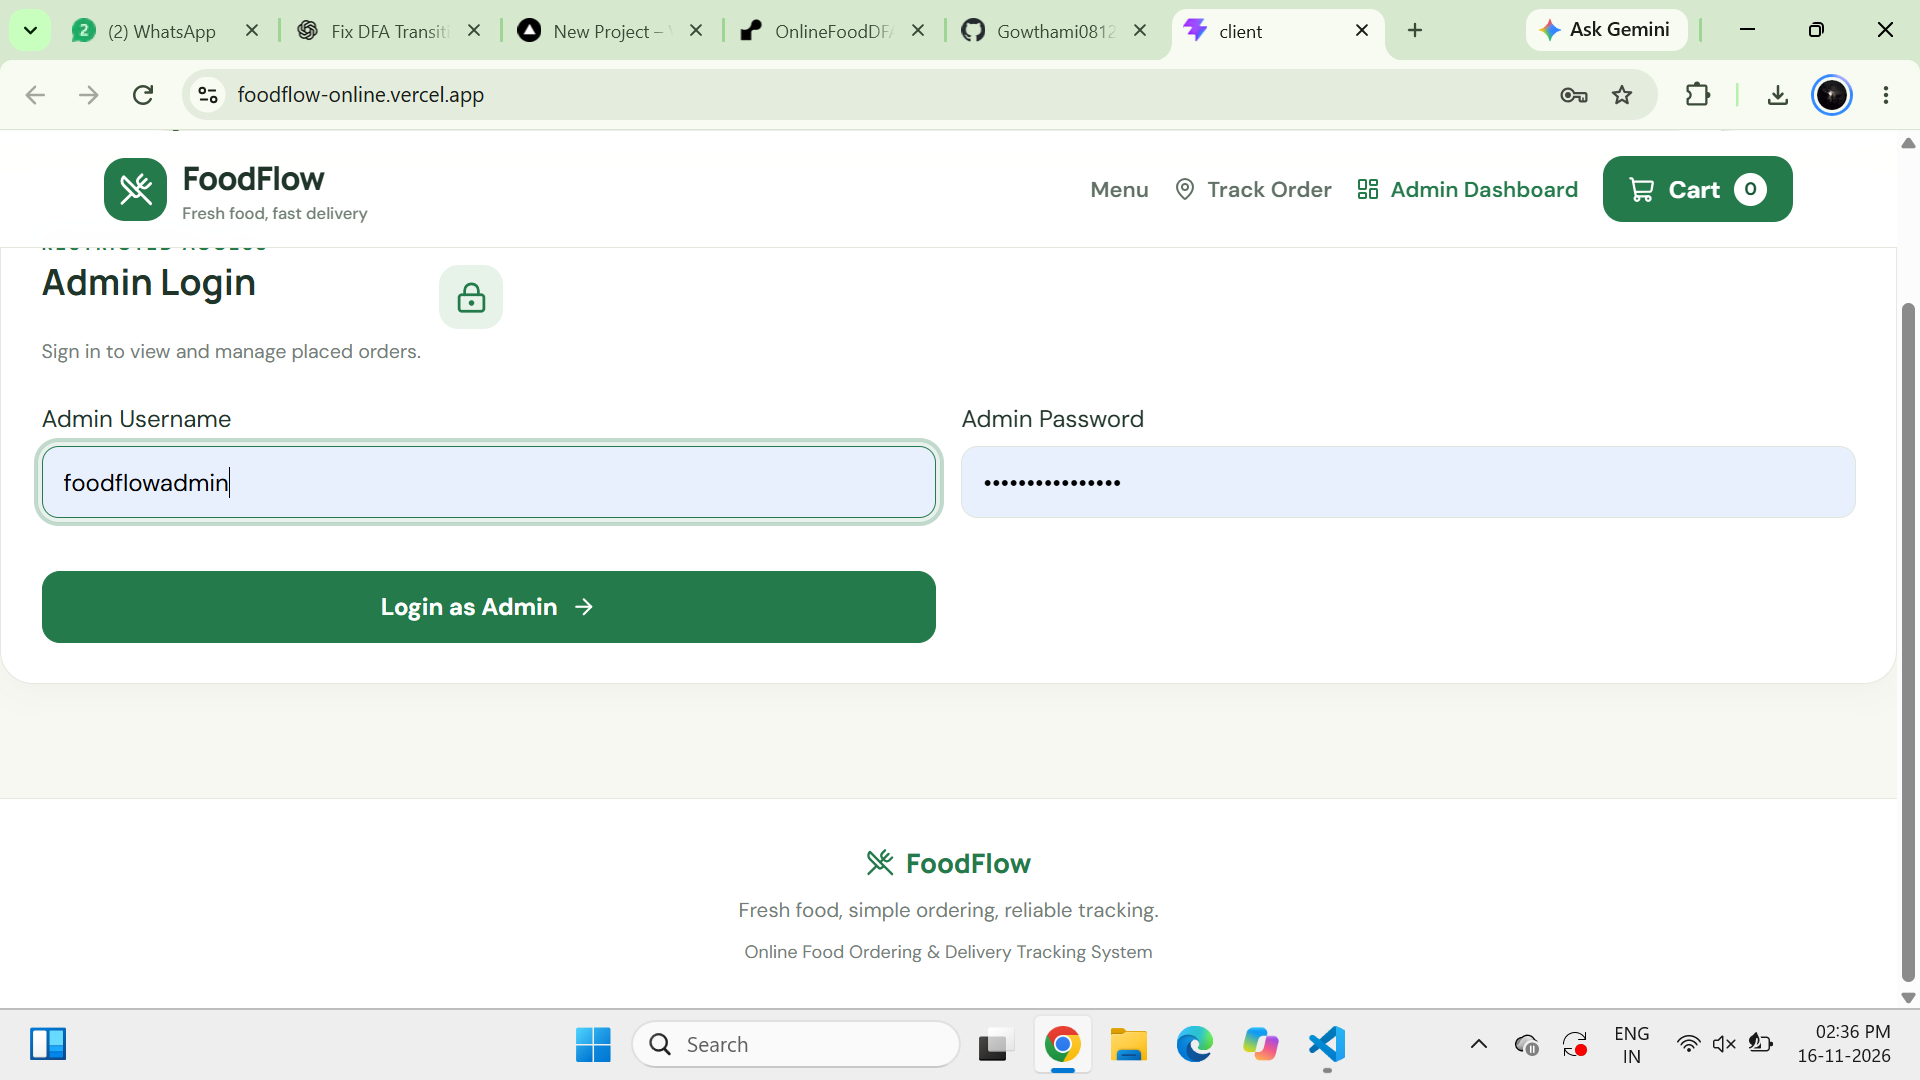 (2) WhatsApp
Fix DFA Transiti
New Project –
OnlineFoodDFA
Gowthami0812
client
Ask Gemini
foodflow-online.vercel.app
FoodFlow
Fresh food, fast delivery
Menu
Track Order
Admin Dashboard
Cart 0
Admin Login
Sign in to view and manage placed orders.
Admin Username
Admin Password
foodflowadmin
••••••••••••••••
Login as Admin →
FoodFlow
Fresh food, simple ordering, reliable tracking.
Online Food Ordering & Delivery Tracking System
Search
ENG
IN
02:36 PM
16-11-2026